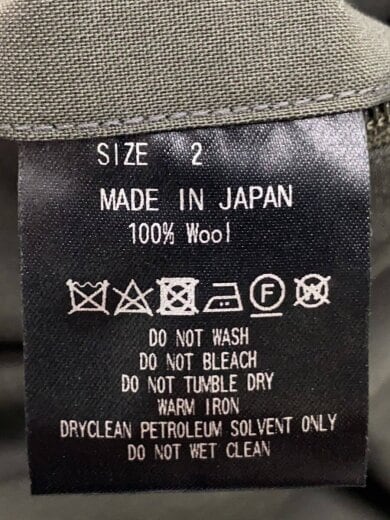 SIZE 2
MADE IN JAPAN
100% Wool
F W
DO NOT WASH
DO NOT BLEACH
DO NOT TUMBLE DRY
WARM IRON
DRYCLEAN PETROLEUM SOLVENT ONLY
DO NOT WET CLEAN